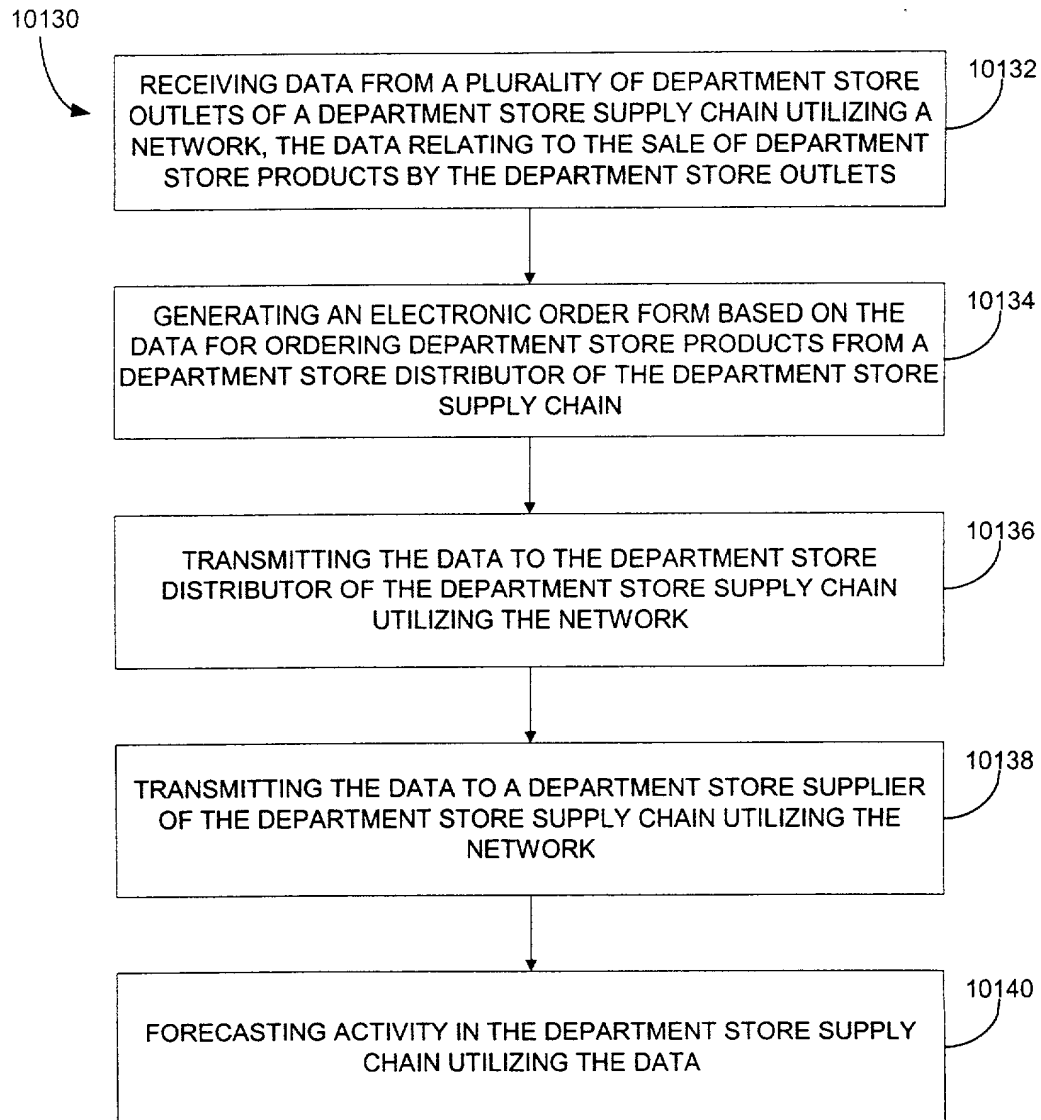 10130
RECEIVING DATA FROM A PLURALITY OF DEPARTMENT STORE
OUTLETS OF A DEPARTMENT STORE SUPPLY CHAIN UTILIZING A
NETWORK, THE DATA RELATING TO THE SALE OF DEPARTMENT
STORE PRODUCTS BY THE DEPARTMENT STORE OUTLETS
10132
GENERATING AN ELECTRONIC ORDER FORM BASED ON THE
DATA FOR ORDERING DEPARTMENT STORE PRODUCTS FROM A
DEPARTMENT STORE DISTRIBUTOR OF THE DEPARTMENT STORE
SUPPLY CHAIN
10134
TRANSMITTING THE DATA TO THE DEPARTMENT STORE
DISTRIBUTOR OF THE DEPARTMENT STORE SUPPLY CHAIN
UTILIZING THE NETWORK
10136
TRANSMITTING THE DATA TO A DEPARTMENT STORE SUPPLIER
OF THE DEPARTMENT STORE SUPPLY CHAIN UTILIZING THE
NETWORK
10138
FORECASTING ACTIVITY IN THE DEPARTMENT STORE SUPPLY
CHAIN UTILIZING THE DATA
10140